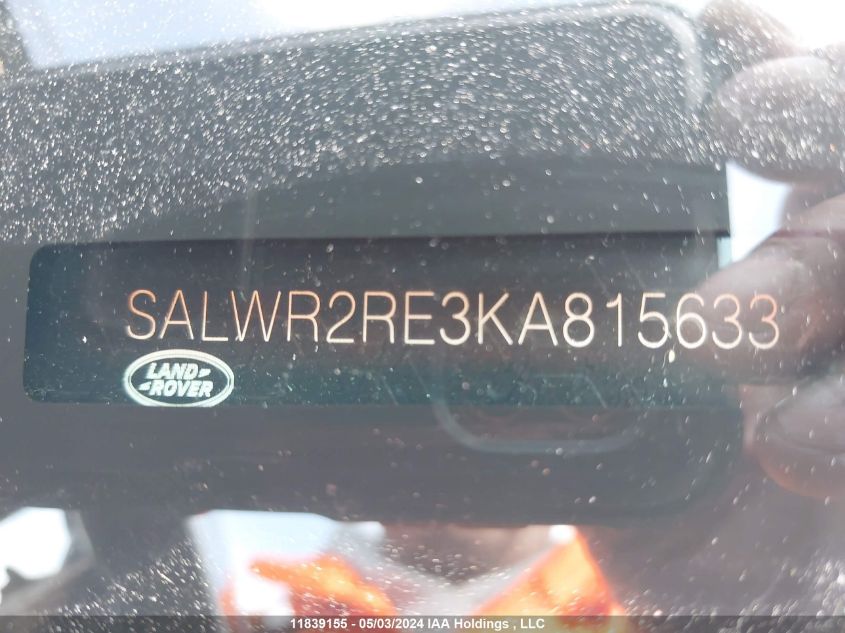 SALWR2RE3KA815633
LAND
ROVER
11839155 - 05/03/2024 IAA Holdings , LLC